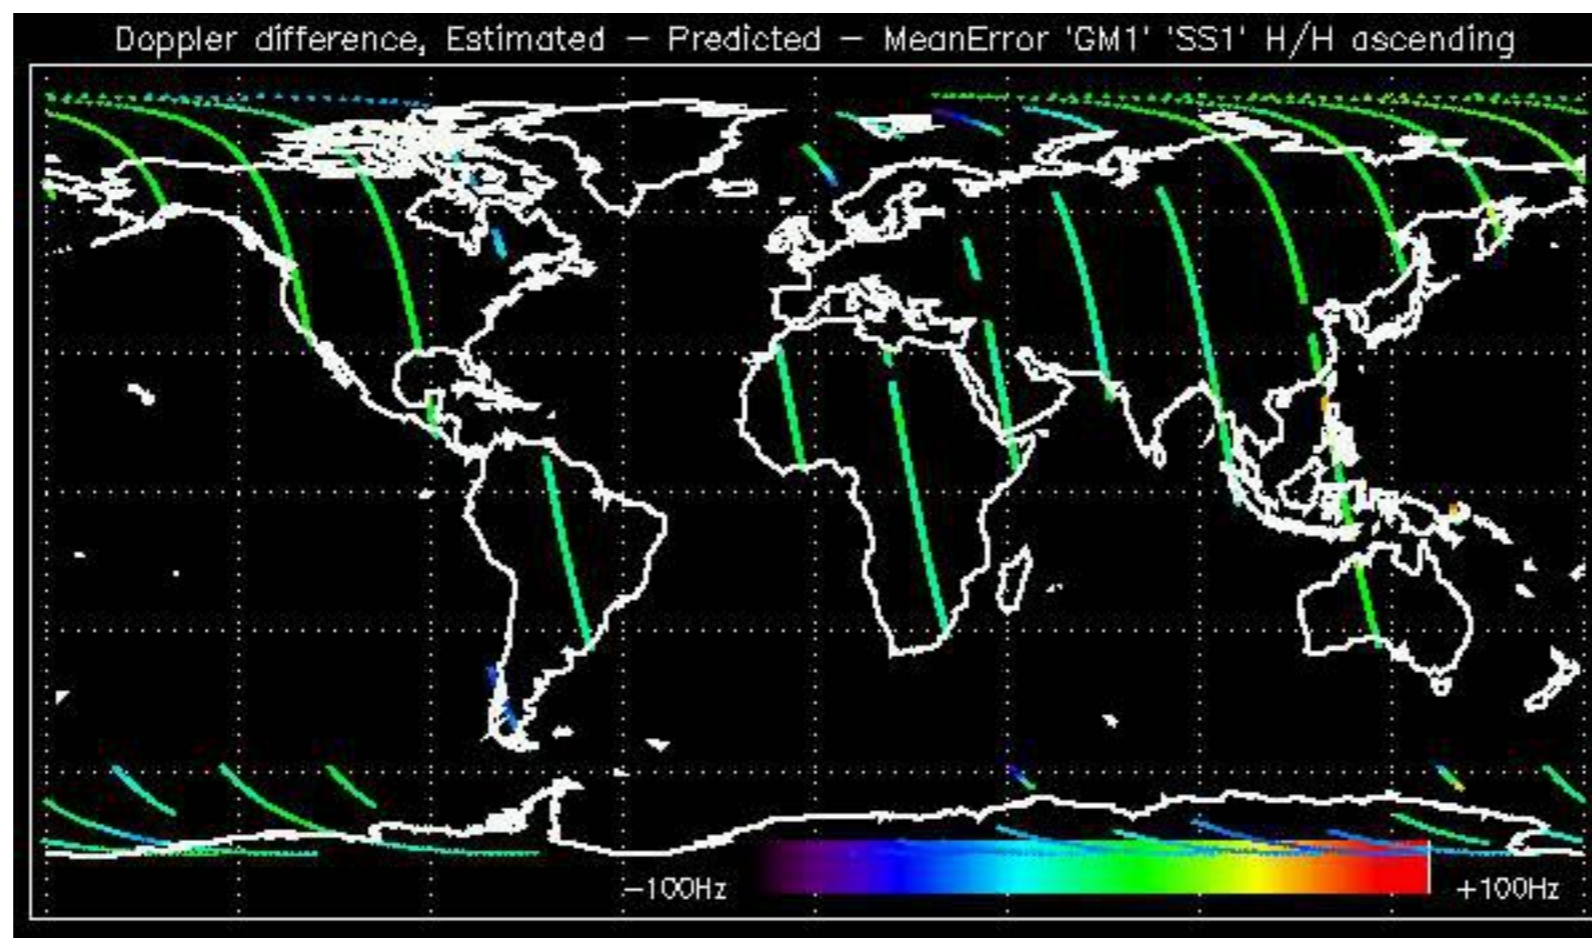 Doppler difference, Estimated – Predicted – MeanError 'GM1' 'SS1' H/H ascending
–100Hz
+100Hz